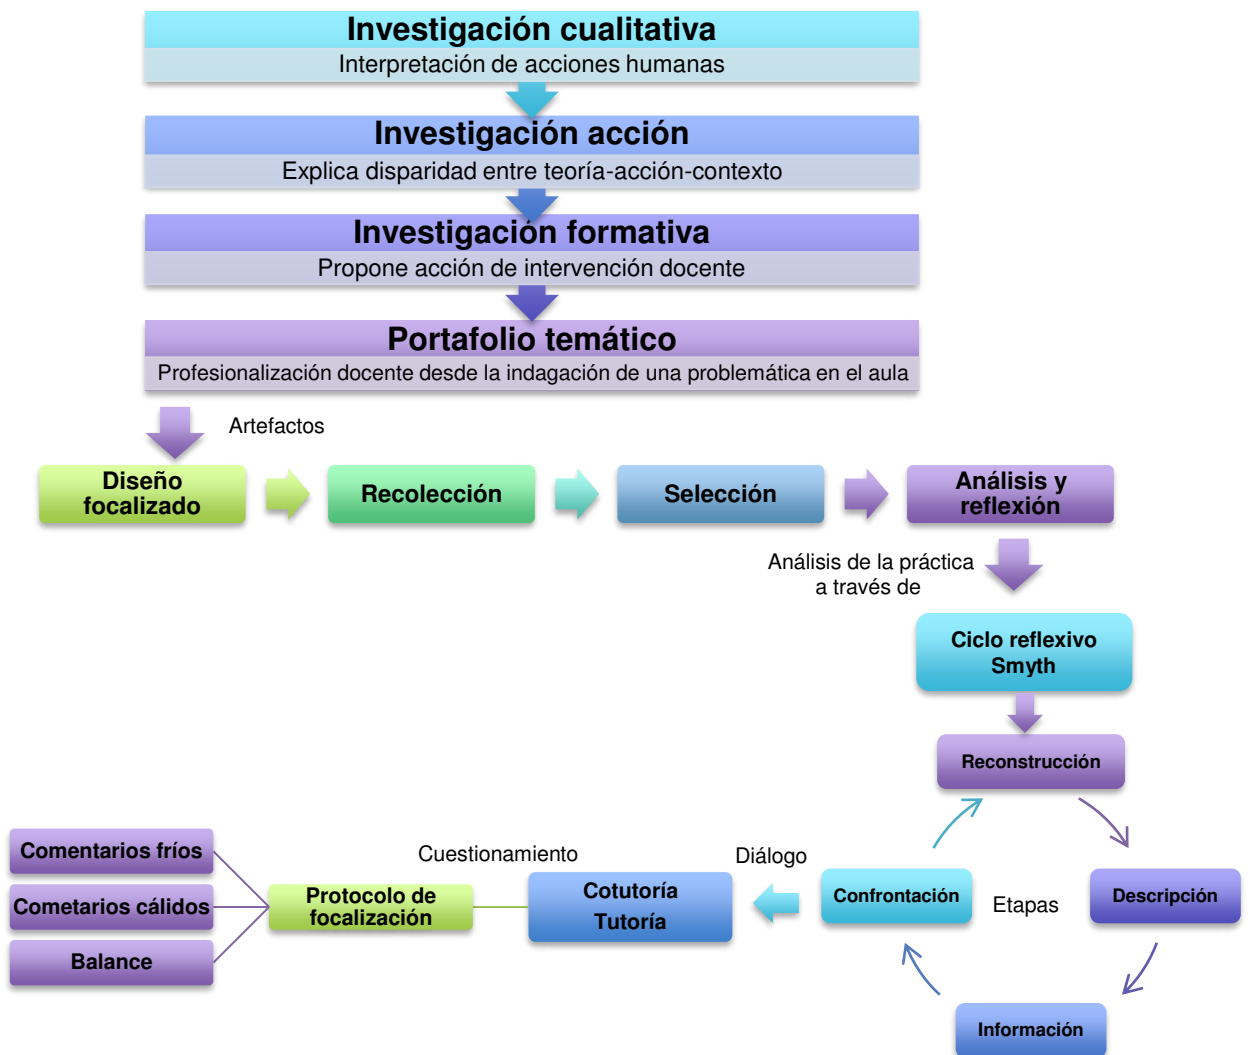 Investigación cualitativa
Interpretación de acciones humanas
Investigación acción
Explica disparidad entre teoría-acción-contexto
Investigación formativa
Propone acción de intervención docente
Portafolio temático
Profesionalización docente desde la indagación de una problemática en el aula
Artefactos
Diseño
focalizado
Recolección
Selección
Análisis y
reflexión
Análisis de la práctica
a través de
Ciclo reflexivo
Smyth
Reconstrucción
Descripción
Información
Confrontación
Etapas
Diálogo
Cotutoría
Tutoría
Cuestionamiento
Protocolo de
focalización
Comentarios fríos
Cometarios cálidos
Balance